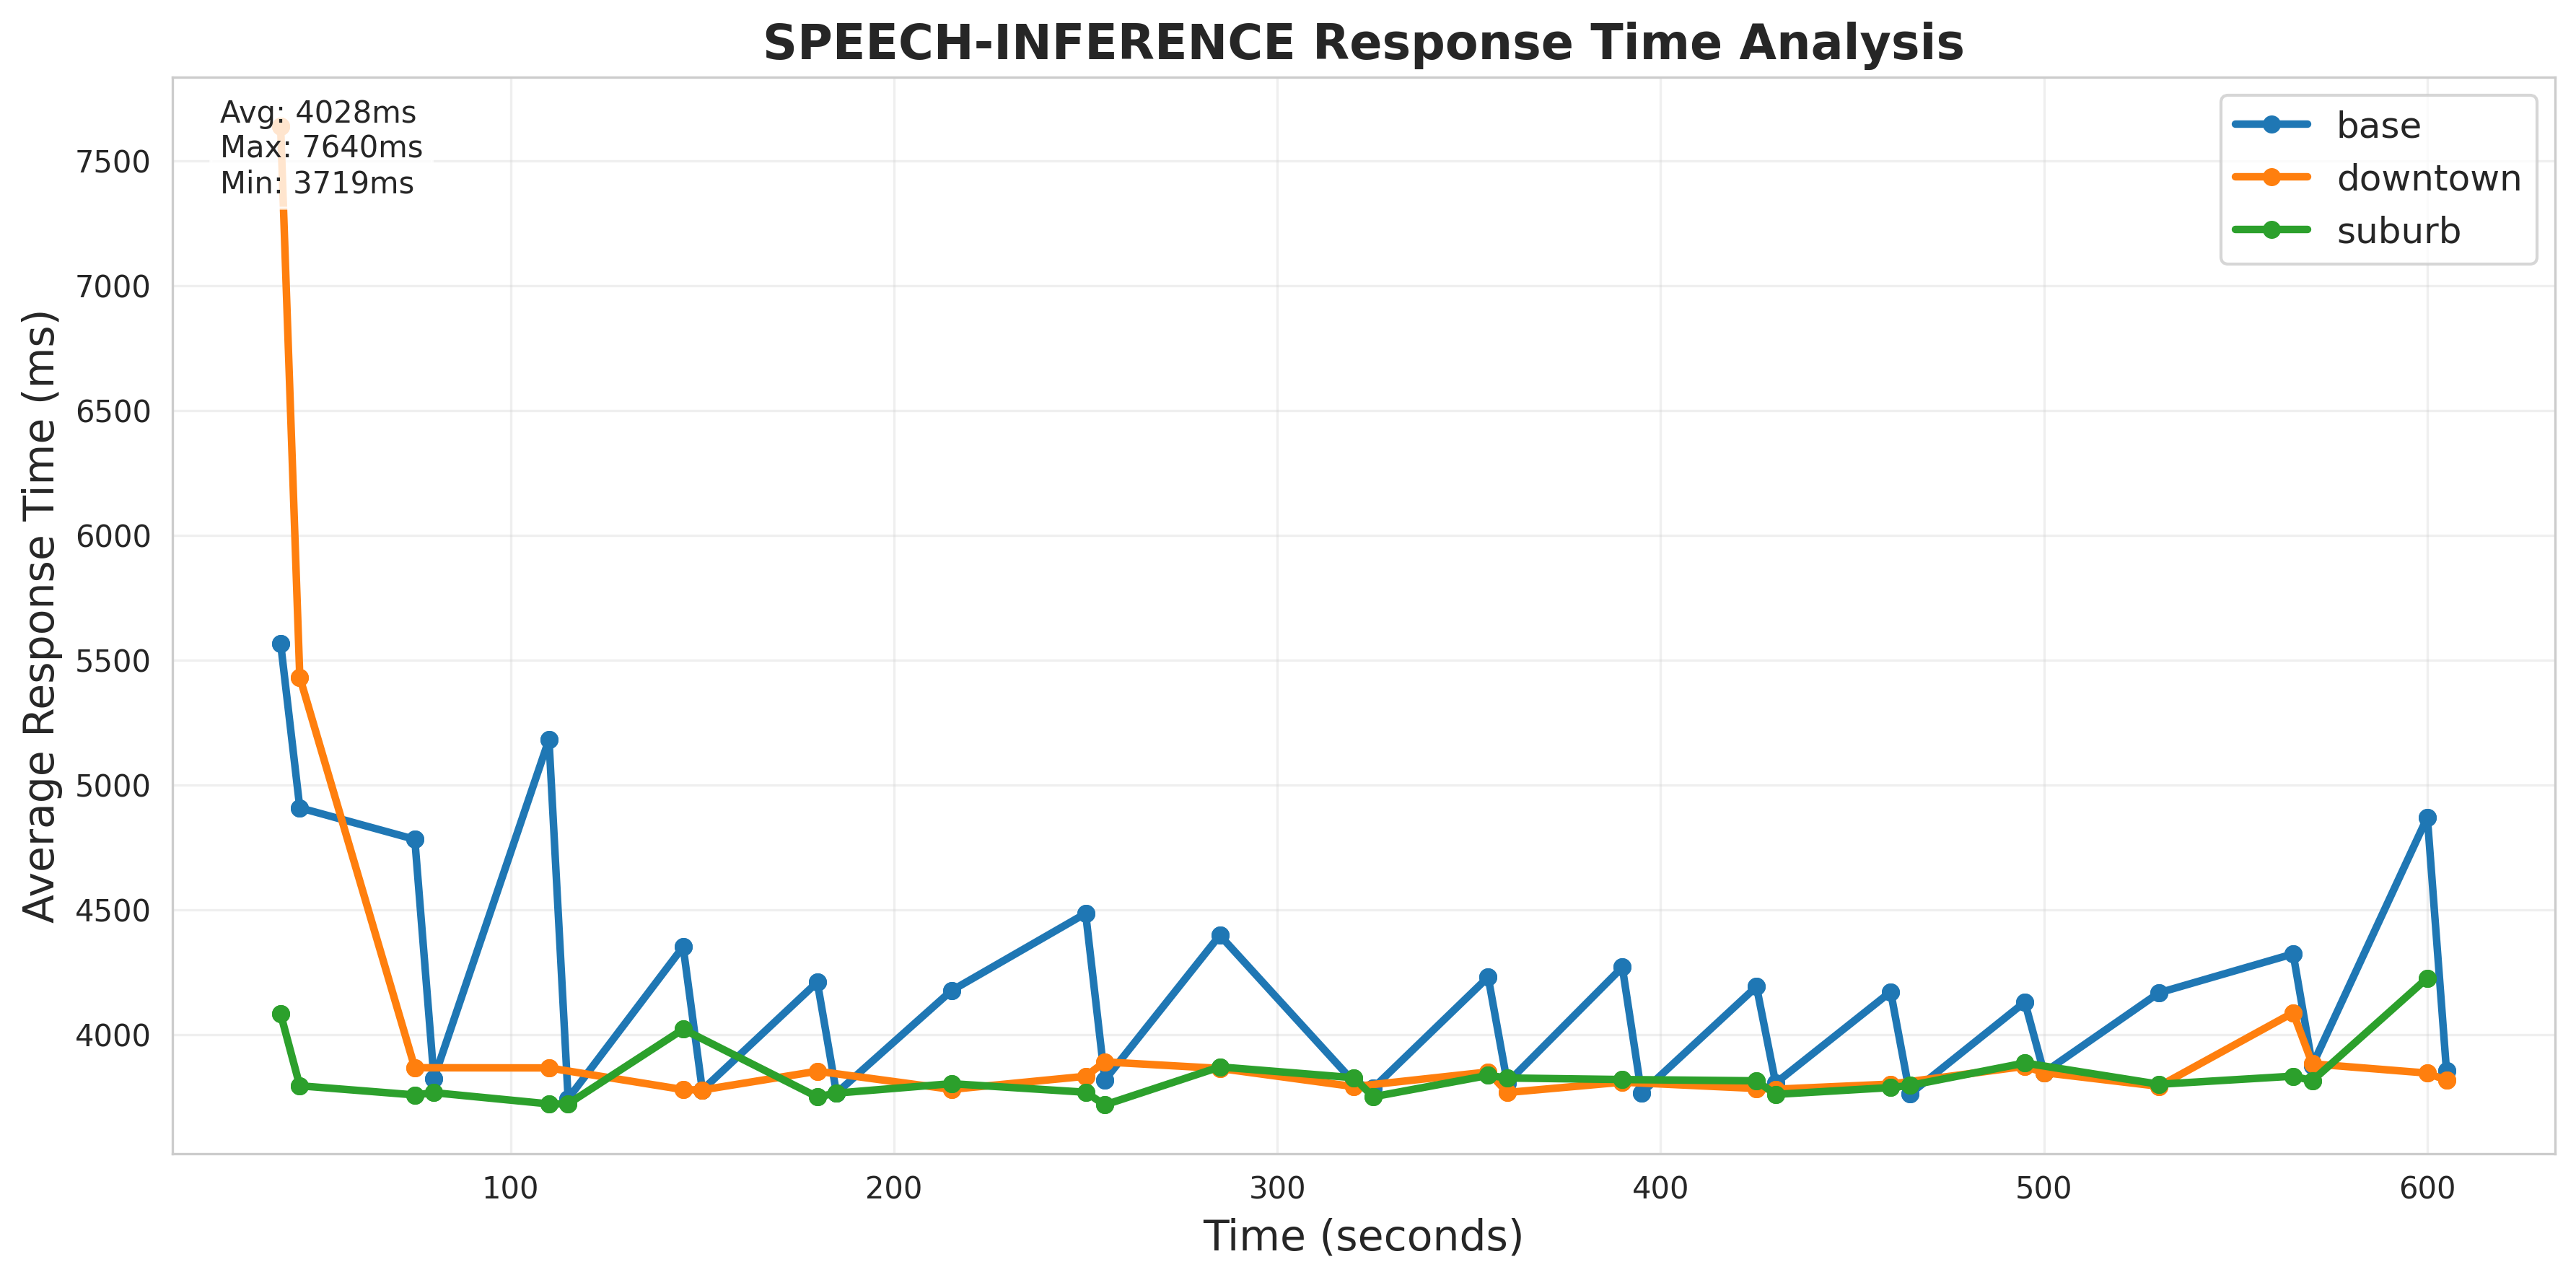 SPEECH-INFERENCE Response Time Analysis
Avg: 4028ms
Max: 7640ms
Min: 3719ms
base
downtown
suburb
Average Response Time (ms)
7500
7000
6500
6000
5500
5000
4500
4000
100 200 300 400 500 600
Time (seconds)